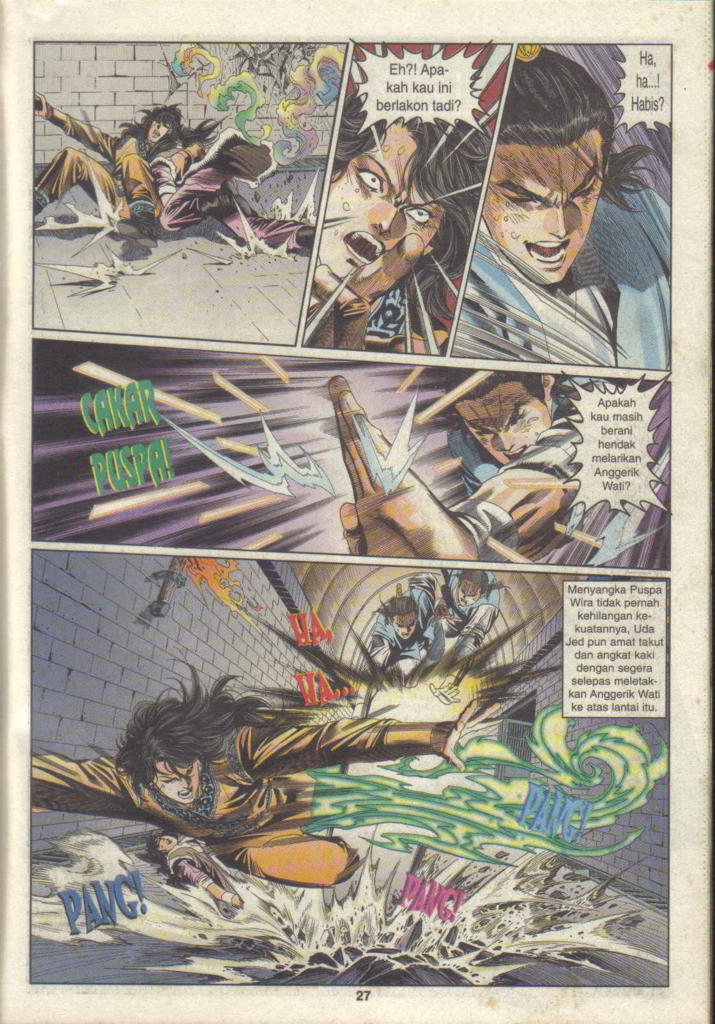 Eh?! Apa-
kah kau ini
berlakon tadi?
Ha,
ha...!
Habis?
CAKAR
PUSPA!
Apakah
kau masih
berani
hendak
melarikan
Anggerik
Wati?
Menyangka Puspa
Wira tidak pernah
kehilangan ke-
kuatannya, Uda
Jed pun amat takut
dan angkat kaki
dengan segera
selepas meletak-
kan Anggerik Wati
ke atas lantai itu.
HA,
HA...
PANG!
PANG!
PANG!
27